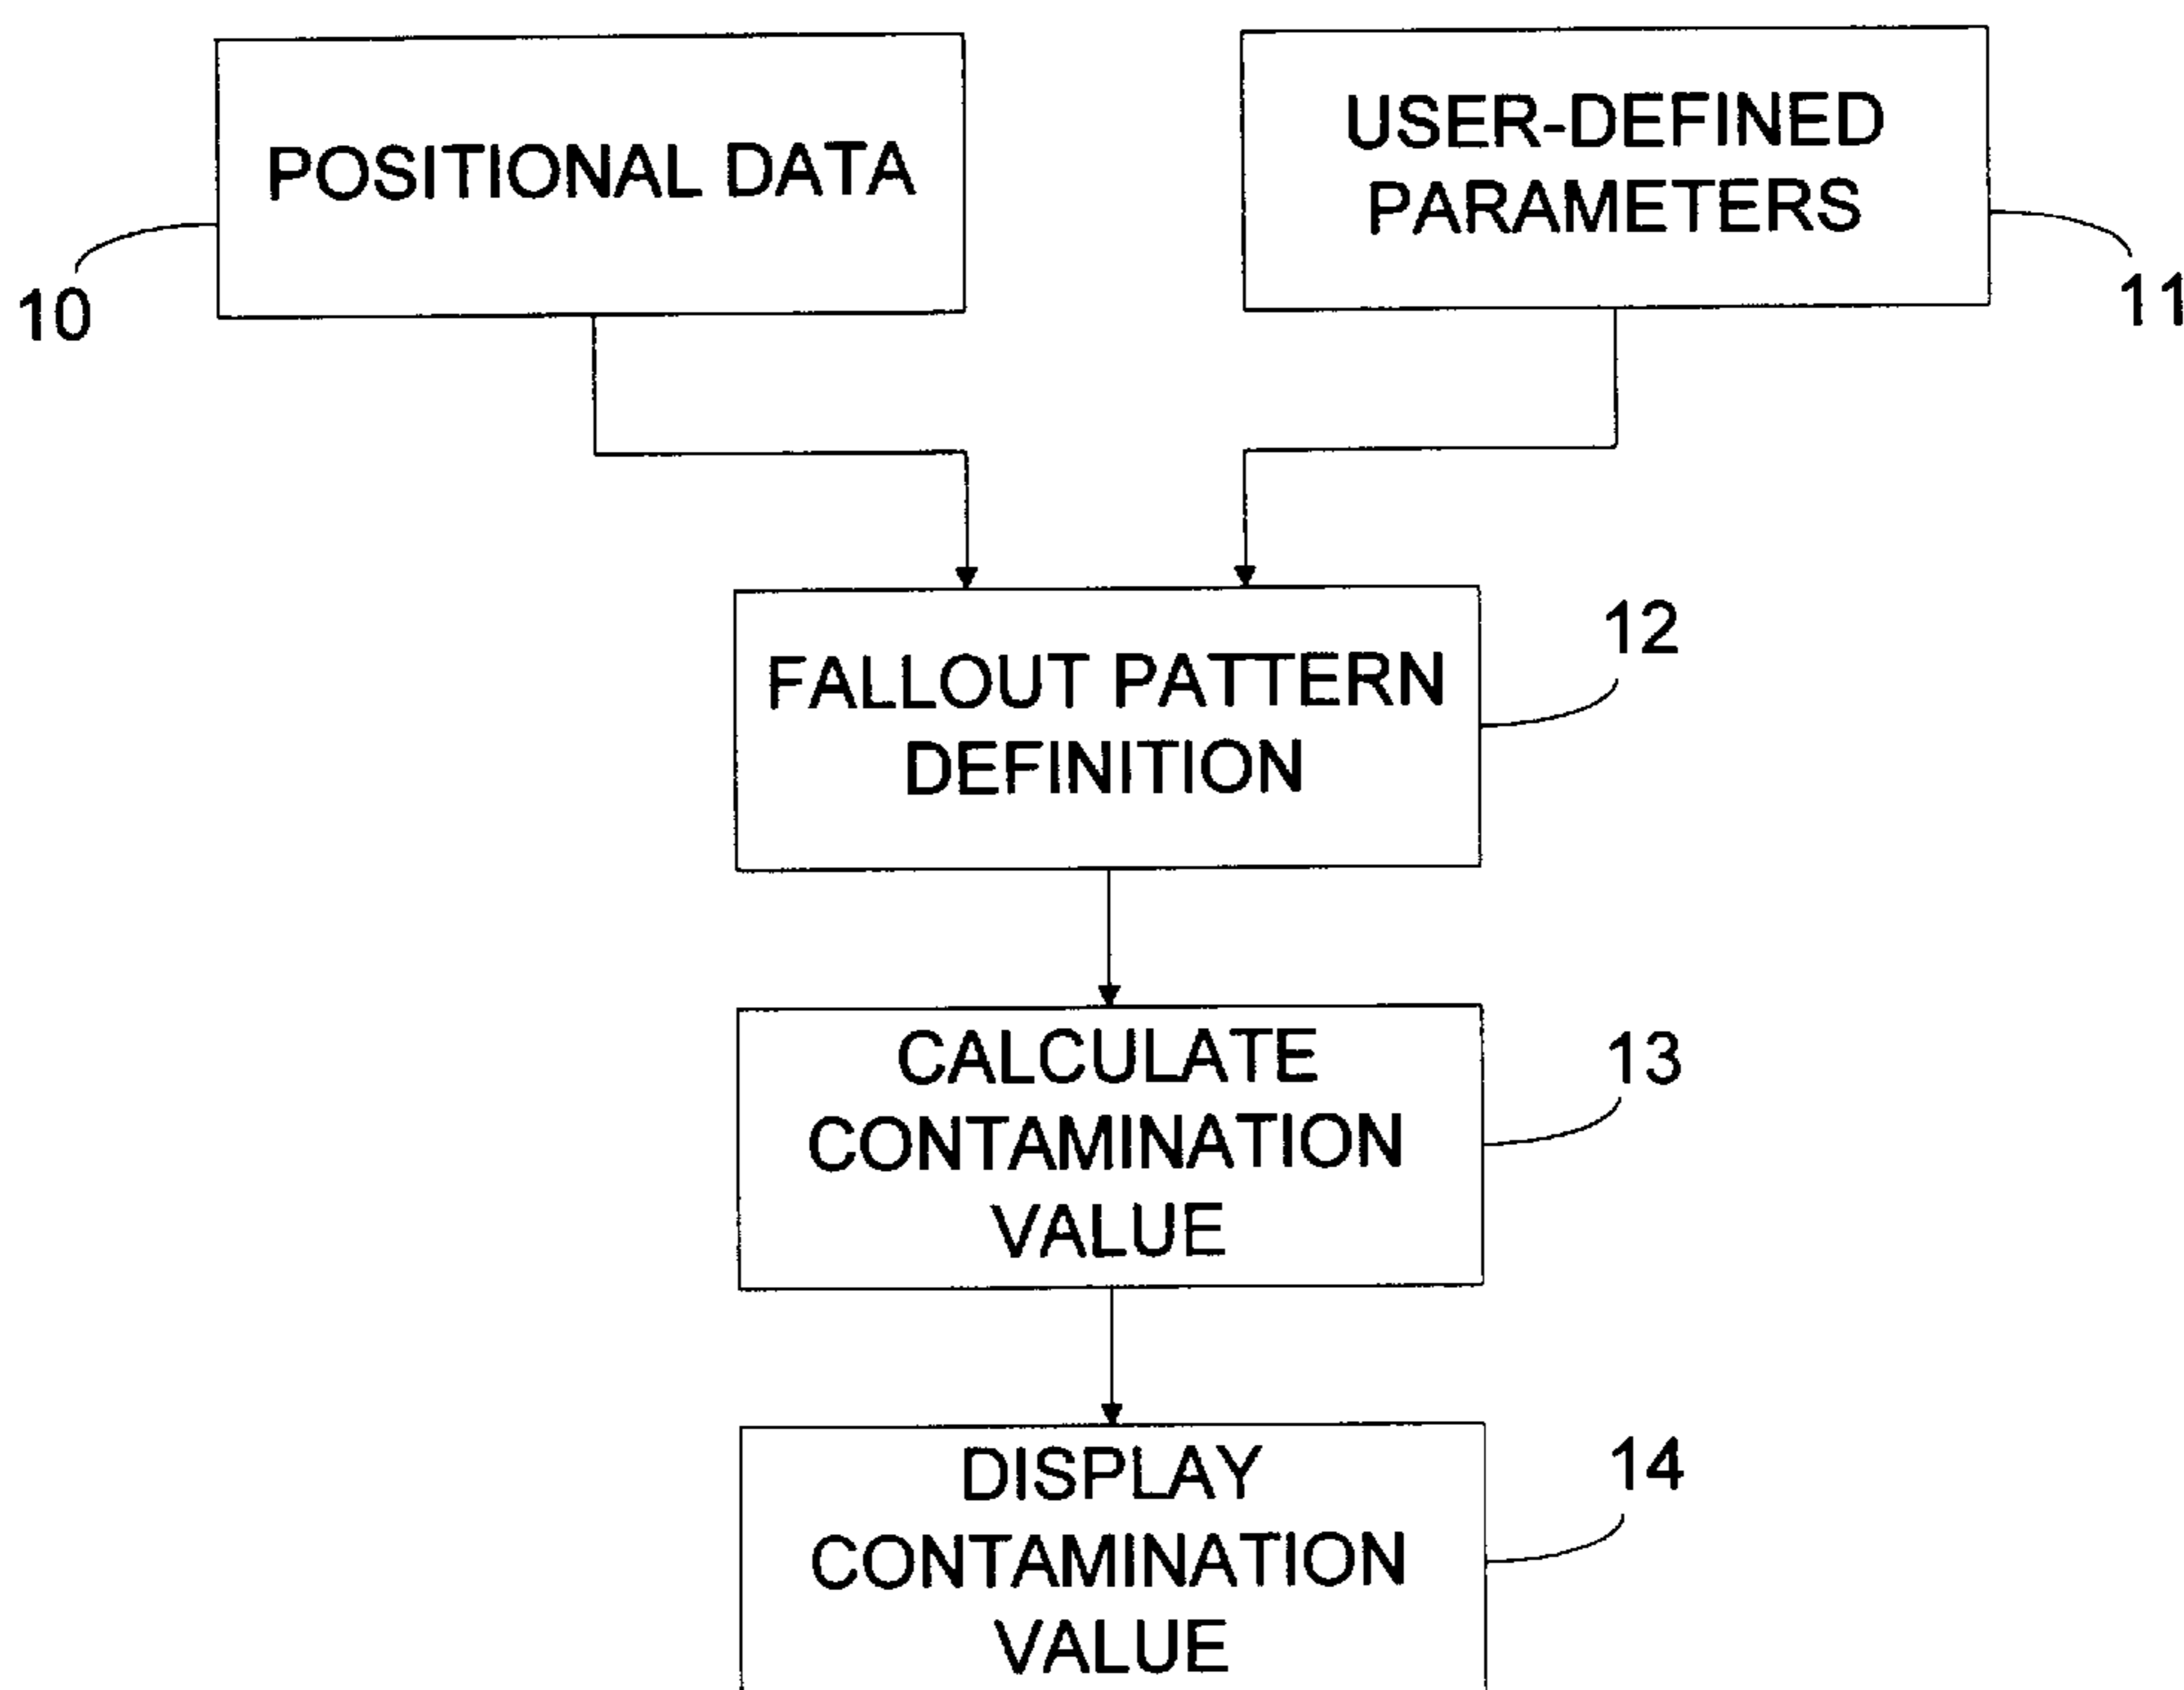 POSITIONAL DATA
10
USER-DEFINED
PARAMETERS
11
FALLOUT PATTERN
DEFINITION
12
CALCULATE
CONTAMINATION
VALUE
13
DISPLAY
CONTAMINATION
VALUE
14